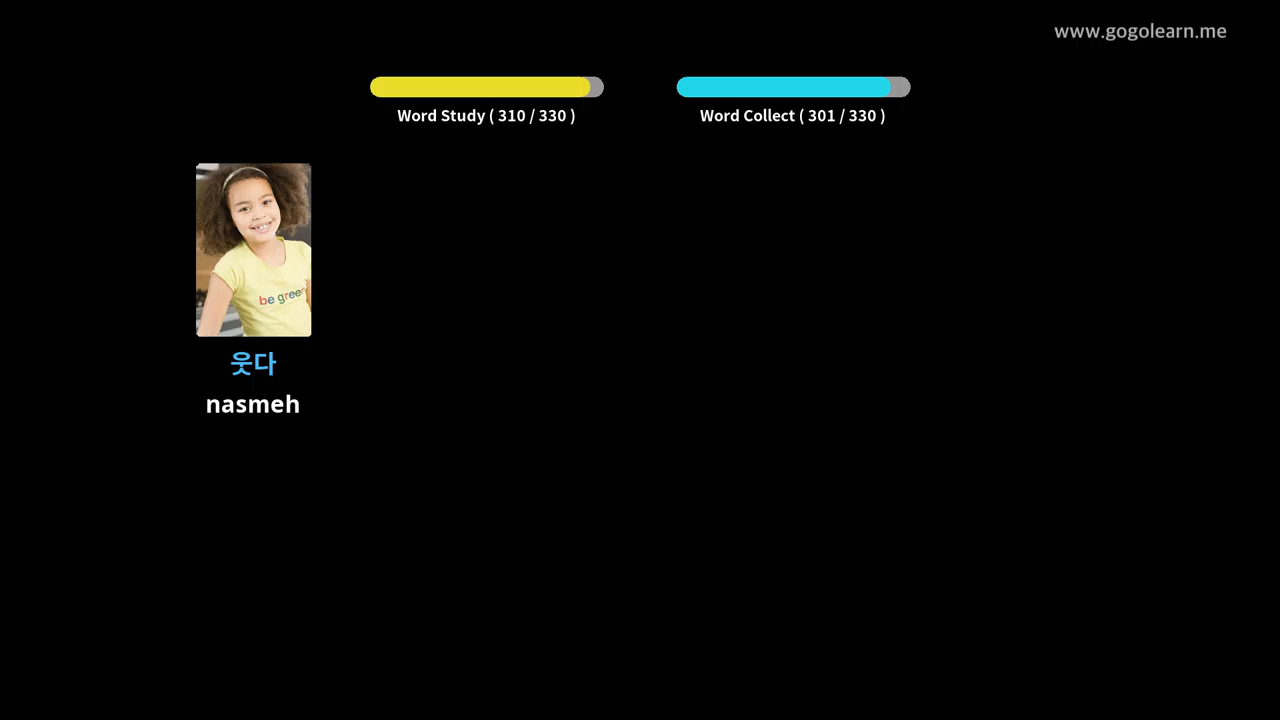 www.gogolearn.me
Word Study ( 310 / 330 )
Word Collect ( 301 / 330 )
be green
웃다
nasmeh